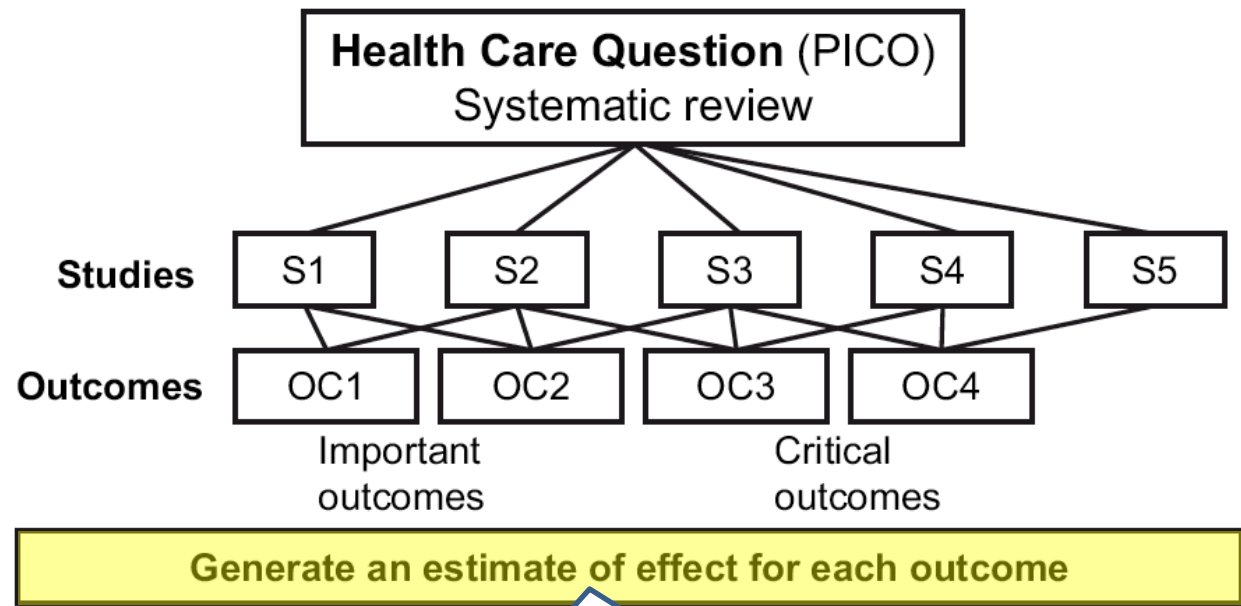 Health Care Question (PICO)
Systematic review
Studies S1 S2 S3 S4 S5
Outcomes OC1 OC2 OC3 OC4
Important Critical
outcomes outcomes
Generate an estimate of effect for each outcome